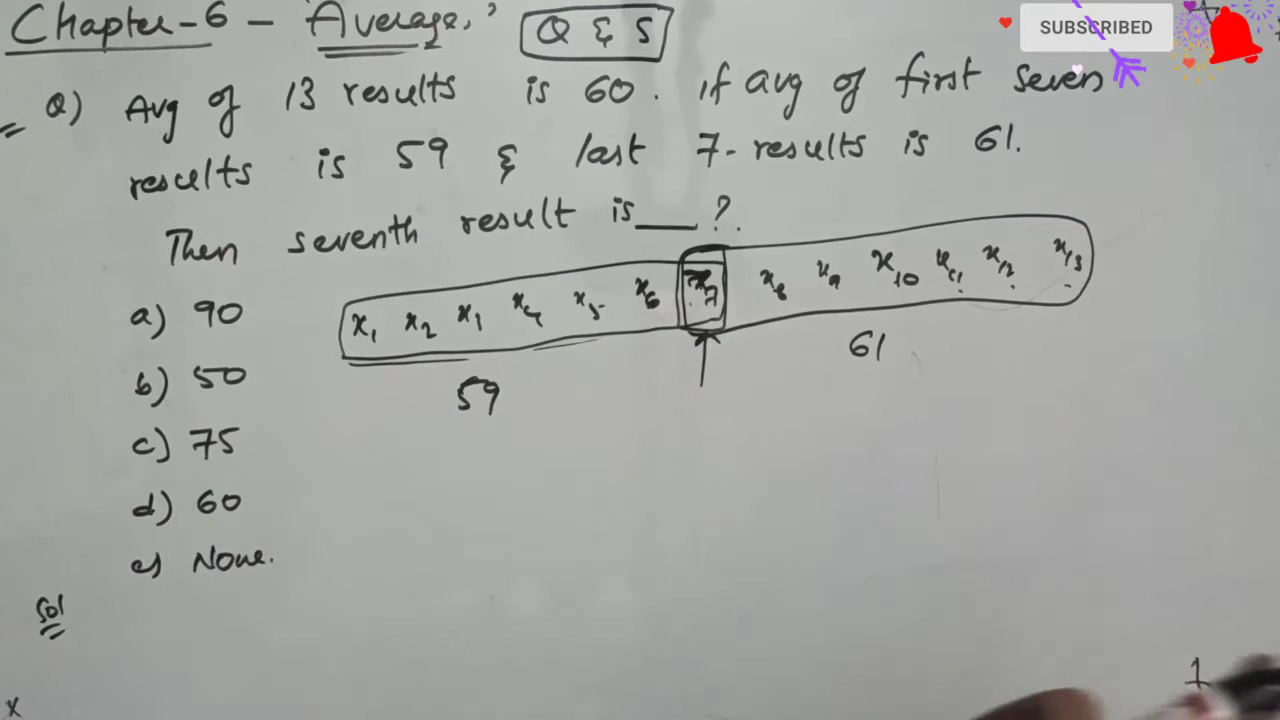 Chapter-6 - "Average" Q & S
SUBSCRIBED
Q) Avg of 13 results is 60. if avg of first seven
results is 59 & last 7-results is 61.
Then seventh result is ___ ?
x1 x2 x1 x4 x5 x6 x7 x8 x9 x10 x11 x12 x13
59
61
a) 90
b) 50
c) 75
d) 60
e) None.
Sol
1
x